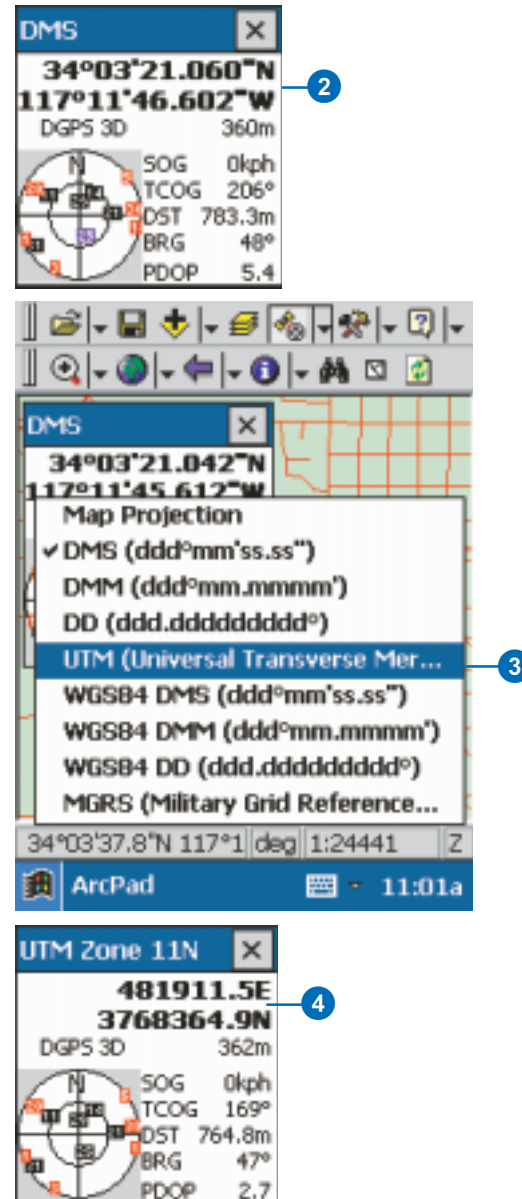 DMS
34°03'21.060"N
117°11'46.602"W
2
DGPS 3D 360m
N
SOG 0kph
TCOG 206°
DST 783.3m
BRG 48°
PDOP 5.4
DMS
34°03'21.042"N
117°11'45.612"W
Map Projection
DMS (ddd°mm'ss.ss")
DMM (ddd°mm.mmmm')
DD (ddd.ddddddddd°)
UTM (Universal Transverse Mer...
3
WGS84 DMS (ddd°mm'ss.ss")
WGS84 DMM (ddd°mm.mmmm')
WGS84 DD (ddd.ddddddddd°)
MGRS (Military Grid Reference...
34°03'37.8"N 117°1 deg 1:24441 Z
ArcPad 11:01a
UTM Zone 11N
481911.5E
3768364.9N
4
DGPS 3D 362m
N
SOG 0kph
TCOG 169°
DST 764.8m
BRG 47°
PDOP 2.7